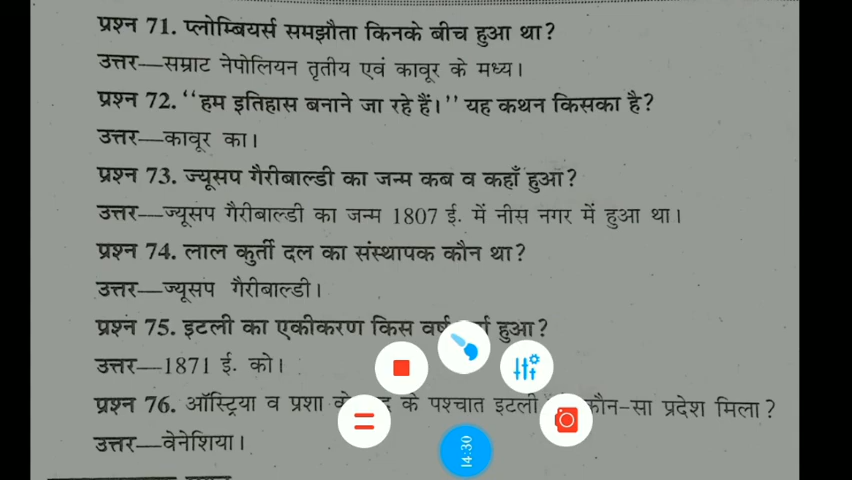 प्रश्न 71. प्लोम्बियर्स समझौता किनके बीच हुआ था?
उत्तर—सम्राट नेपोलियन तृतीय एवं कावूर के मध्य।
प्रश्न 72. ‘‘हम इतिहास बनाने जा रहे हैं।’’ यह कथन किसका है?
उत्तर—कावूर का।
प्रश्न 73. ज्यूसप गैरीबाल्डी का जन्म कब व कहाँ हुआ?
उत्तर—ज्यूसप गैरीबाल्डी का जन्म 1807 ई. में नीस नगर में हुआ था।
प्रश्न 74. लाल कुर्ती दल का संस्थापक कौन था?
उत्तर—ज्यूसप गैरीबाल्डी।
प्रश्न 75. इटली का एकीकरण किस वर्ष हुआ?
उत्तर—1871 ई. को।
प्रश्न 76. ऑस्ट्रिया व प्रशा के पश्चात इटली कौन-सा प्रदेश मिला?
उत्तर—वेनेशिया।
14:30